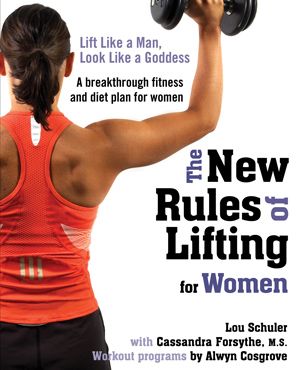 Lift Like a Man,
Look Like a Goddess
A breakthrough fitness
and diet plan for women
The New
Rules of
Lifting
for Women
Lou Schuler
with Cassandra Forsythe, M.S.
Workout programs by Alwyn Cosgrove